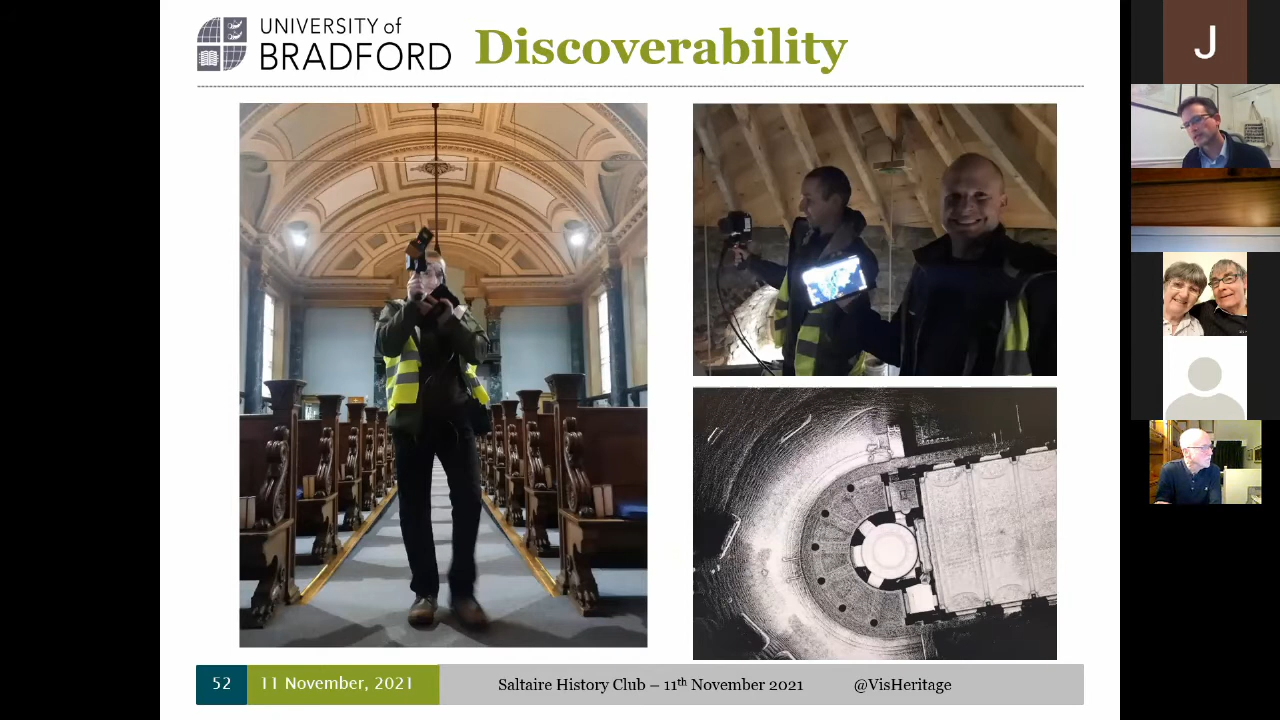 UNIVERSITY of
BRADFORD
Discoverability
52
11 November, 2021
Saltaire History Club – 11th November 2021
@VisHeritage
J